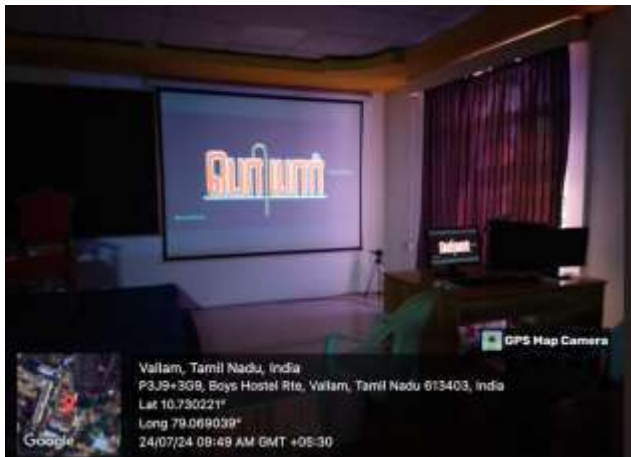 பெரியார்
GPS Map Camera
Vallam, Tamil Nadu, India
P3J9+3G9, Boys Hostel Rte, Vallam, Tamil Nadu 613403, India
Lat 10.730221°
Long 79.069039°
24/07/24 09:49 AM GMT +05:30
Google